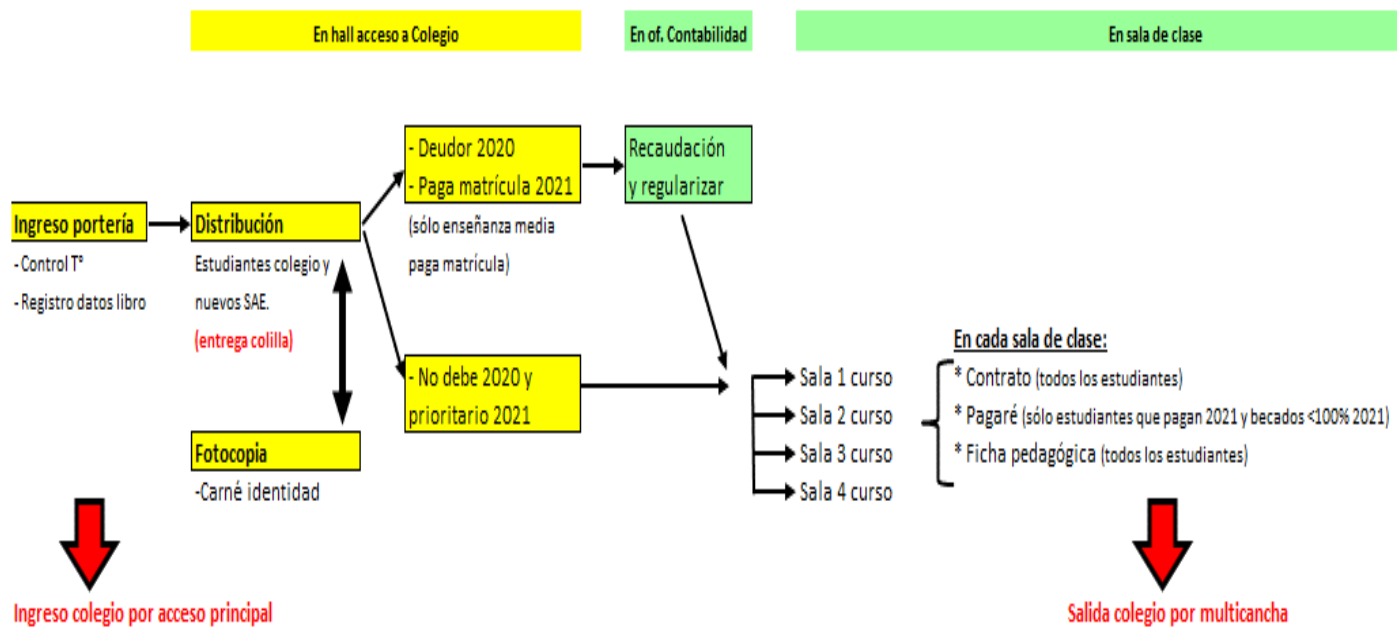 En hall acceso a Colegio
En of. Contabilidad
En sala de clase
Ingreso portería
- Control T°
- Registro datos libro
Distribución
Estudiantes colegio y
nuevos SAE.
(entrega colilla)
Fotocopia
-Carné identidad
- Deudor 2020
- Paga matrícula 2021
(sólo enseñanza media
paga matrícula)
- No debe 2020 y
prioritario 2021
Recaudación
y regularizar
Sala 1 curso
Sala 2 curso
Sala 3 curso
Sala 4 curso
En cada sala de clase:
* Contrato (todos los estudiantes)
* Pagaré (sólo estudiantes que pagan 2021 y becados <100% 2021)
* Ficha pedagógica (todos los estudiantes)
Ingreso colegio por acceso principal
Salida colegio por multicancha